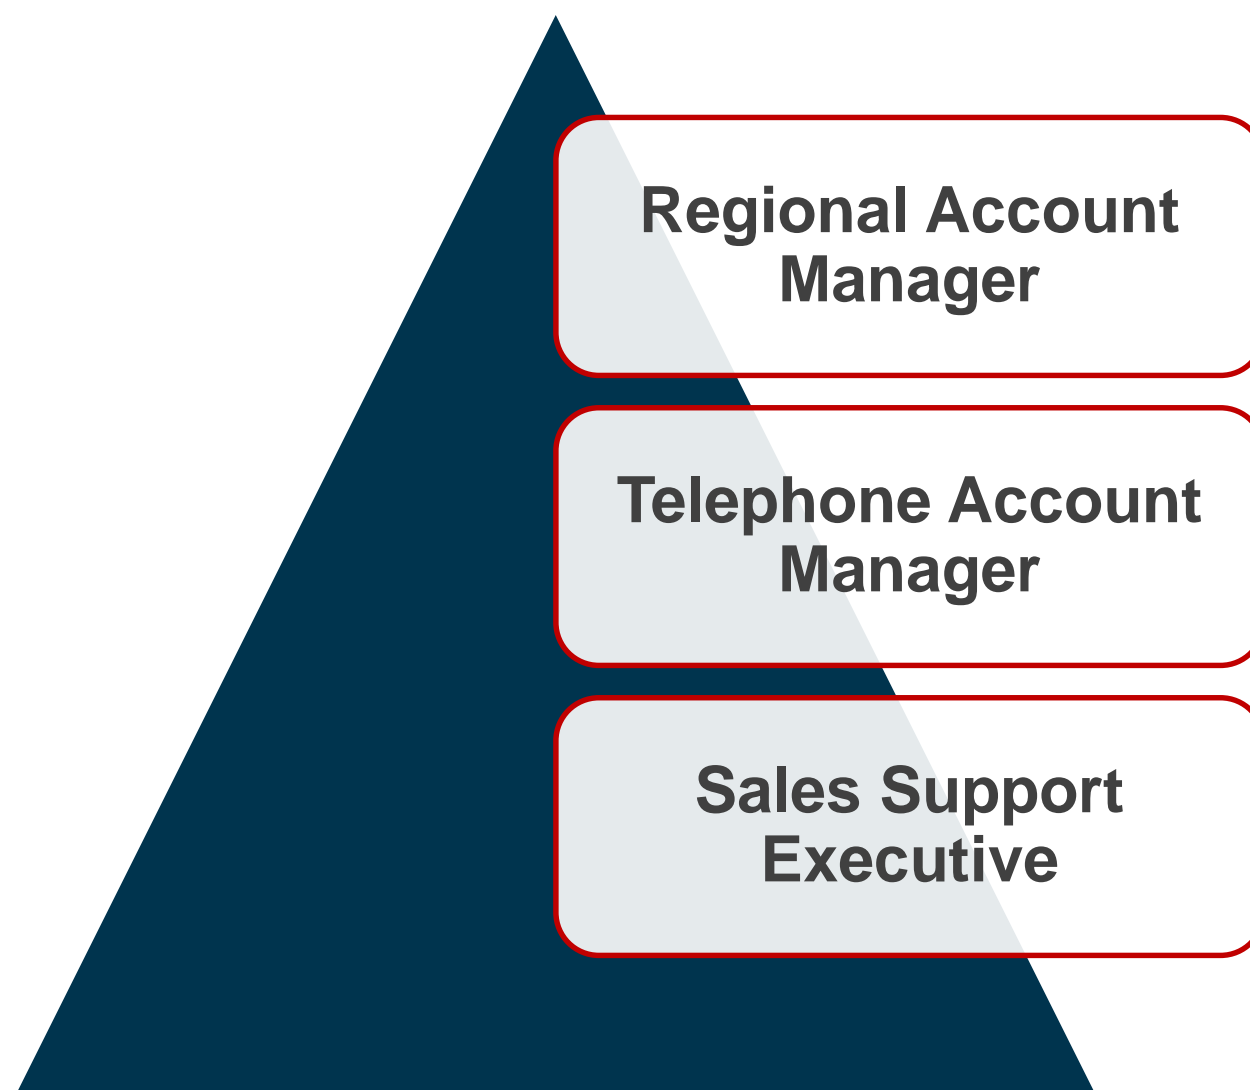 Regional Account
Manager
Telephone Account
Manager
Sales Support
Executive